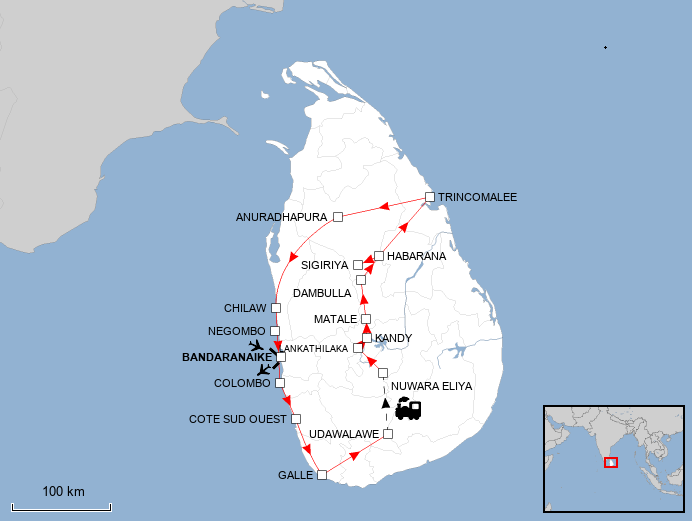 TRINCOMALEE
ANURADHAPURA
HABARANA
SIGIRIYA
DAMBULLA
CHILAW
MATALE
NEGOMBO
KANDY
LANKATHILAKA
BANDARANAIKE
COLOMBO
NUWARA ELIYA
COTE SUD OUEST
UDAWALAWE
GALLE
100 km